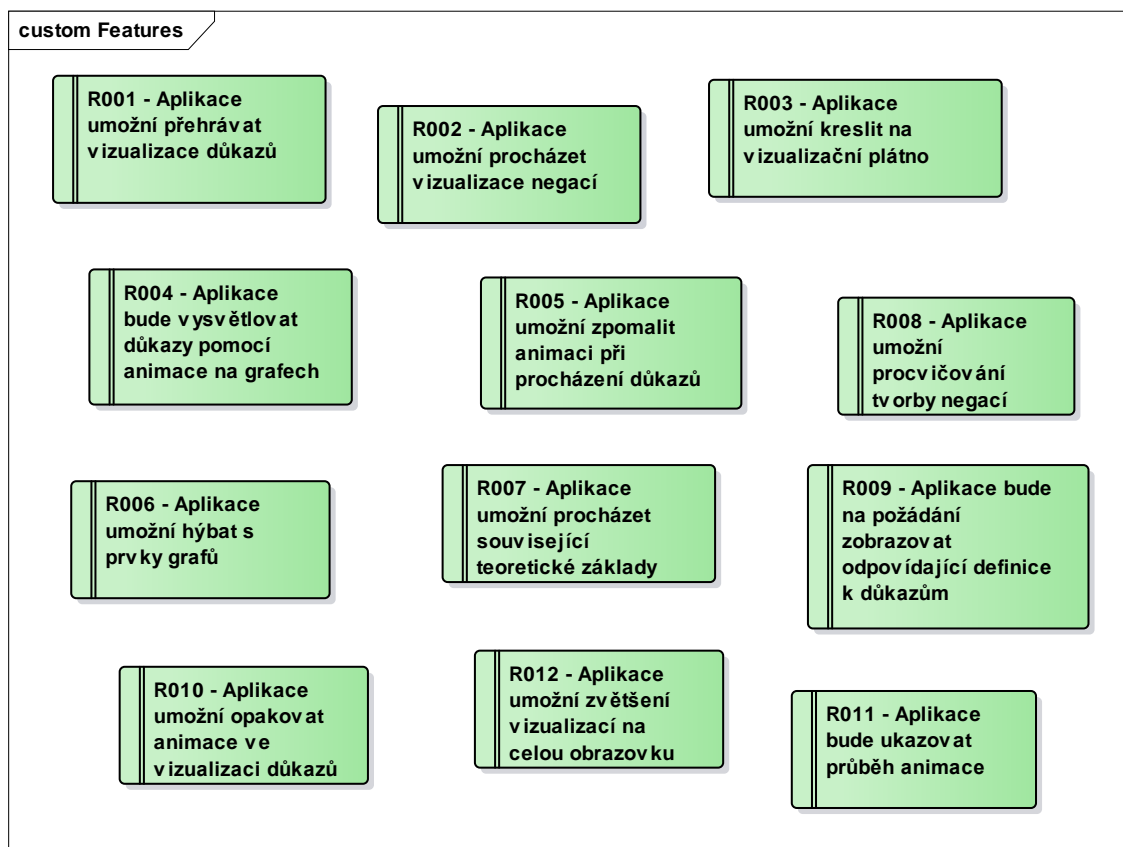 custom Features
R001 - Aplikace
umožní přehrávat
vizualizace důkazů
R002 - Aplikace
umožní procházet
vizualizace negací
R003 - Aplikace
umožní kreslit na
vizualizační plátno
R004 - Aplikace
bude vysvětlovat
důkazy pomocí
animace na grafech
R005 - Aplikace
umožní zpomalit
animaci při
procházení důkazů
R008 - Aplikace
umožní
procvičování
tvorby negací
R006 - Aplikace
umožní hýbat s
prvky grafů
R007 - Aplikace
umožní procházet
související
teoretické základy
R009 - Aplikace bude
na požádání
zobrazovat
odpovídající definice
k důkazům
R010 - Aplikace
umožní opakovat
animace ve
vizualizaci důkazů
R012 - Aplikace
umožní zvětšení
vizualizací na
celou obrazovku
R011 - Aplikace
bude ukazovat
průběh animace